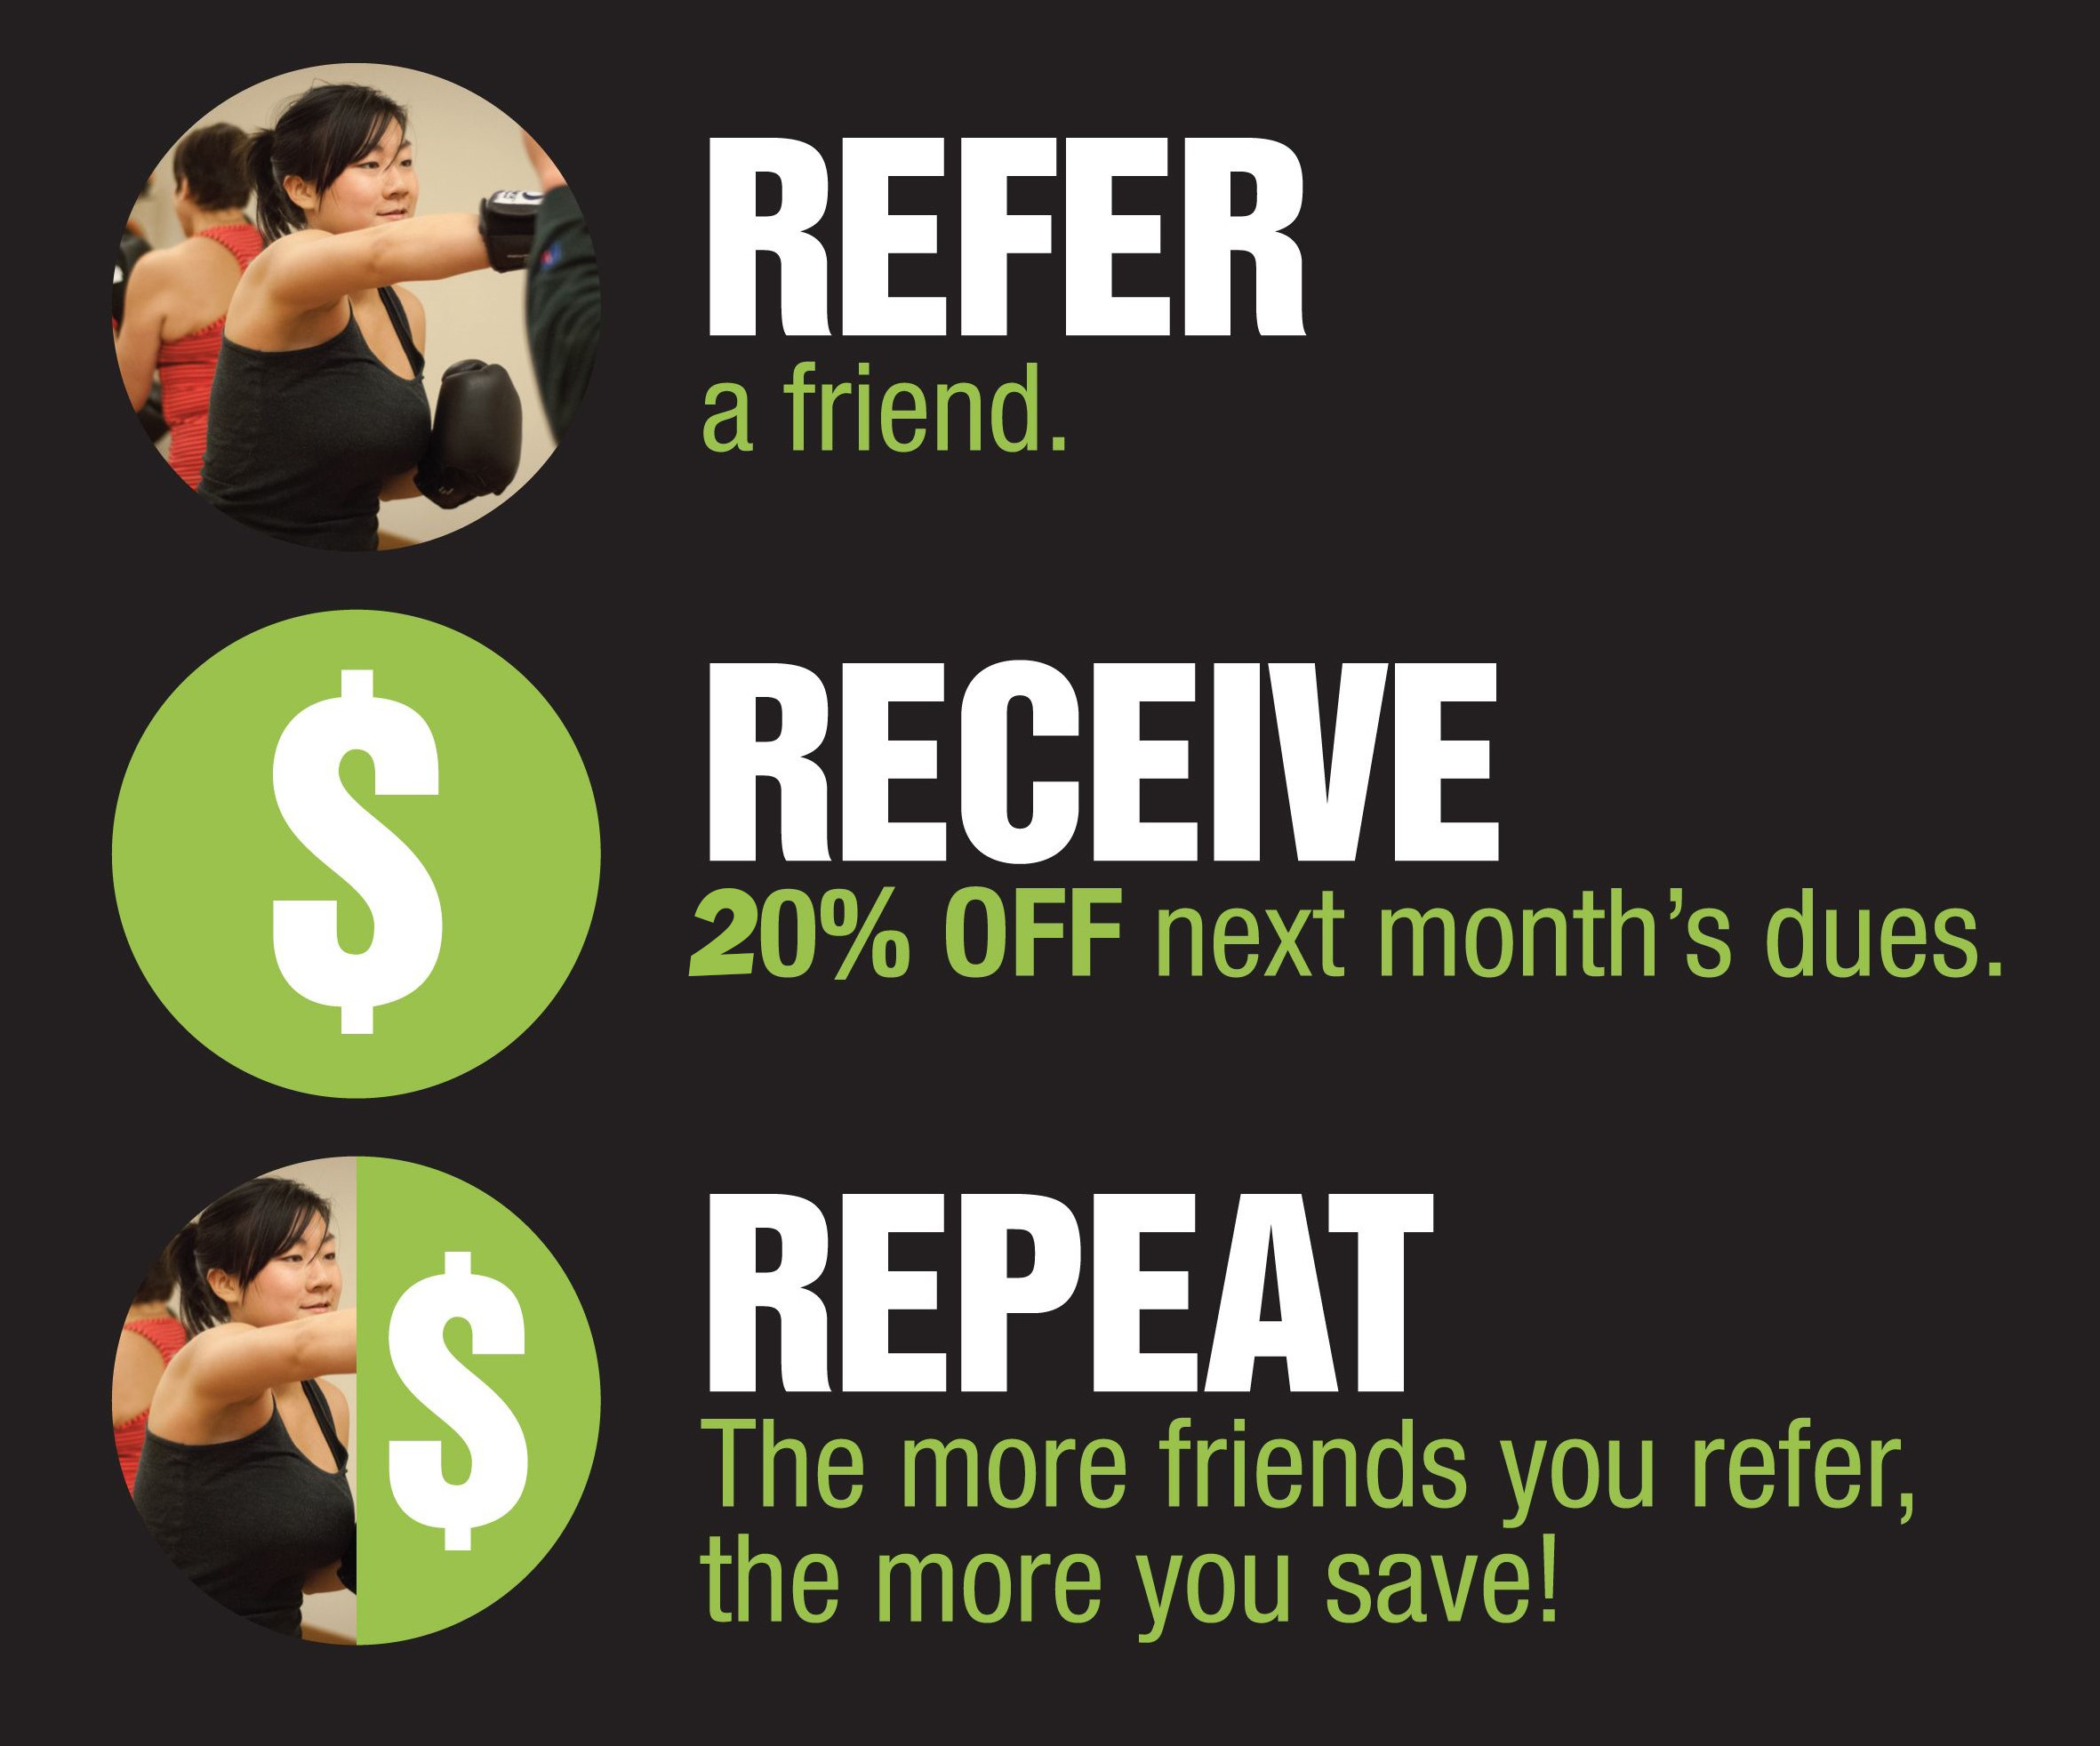 REFER
a friend.
$
RECEIVE
20% OFF next month’s dues.
$
REPEAT
The more friends you refer,
the more you save!